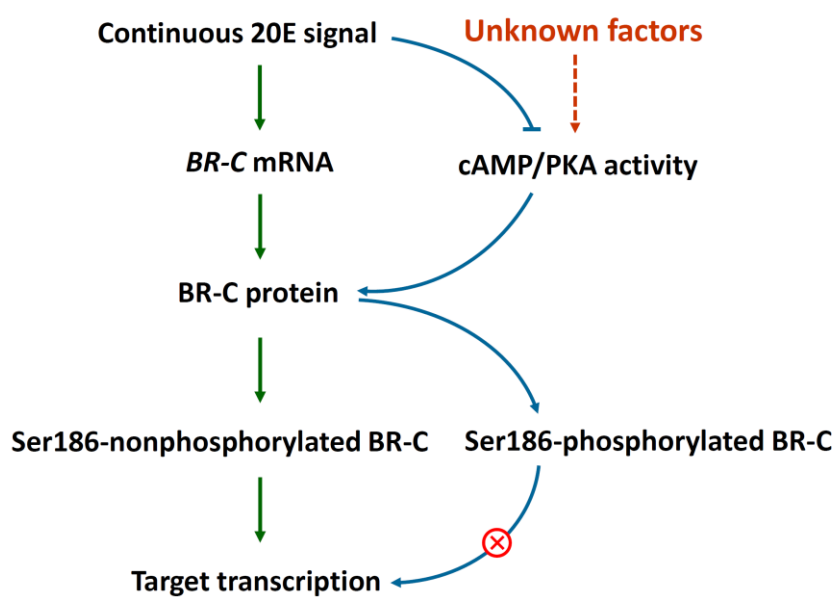 Continuous 20E signal
Unknown factors
BR-C mRNA
cAMP/PKA activity
BR-C protein
Ser186-nonphosphorylated BR-C
Ser186-phosphorylated BR-C
Target transcription